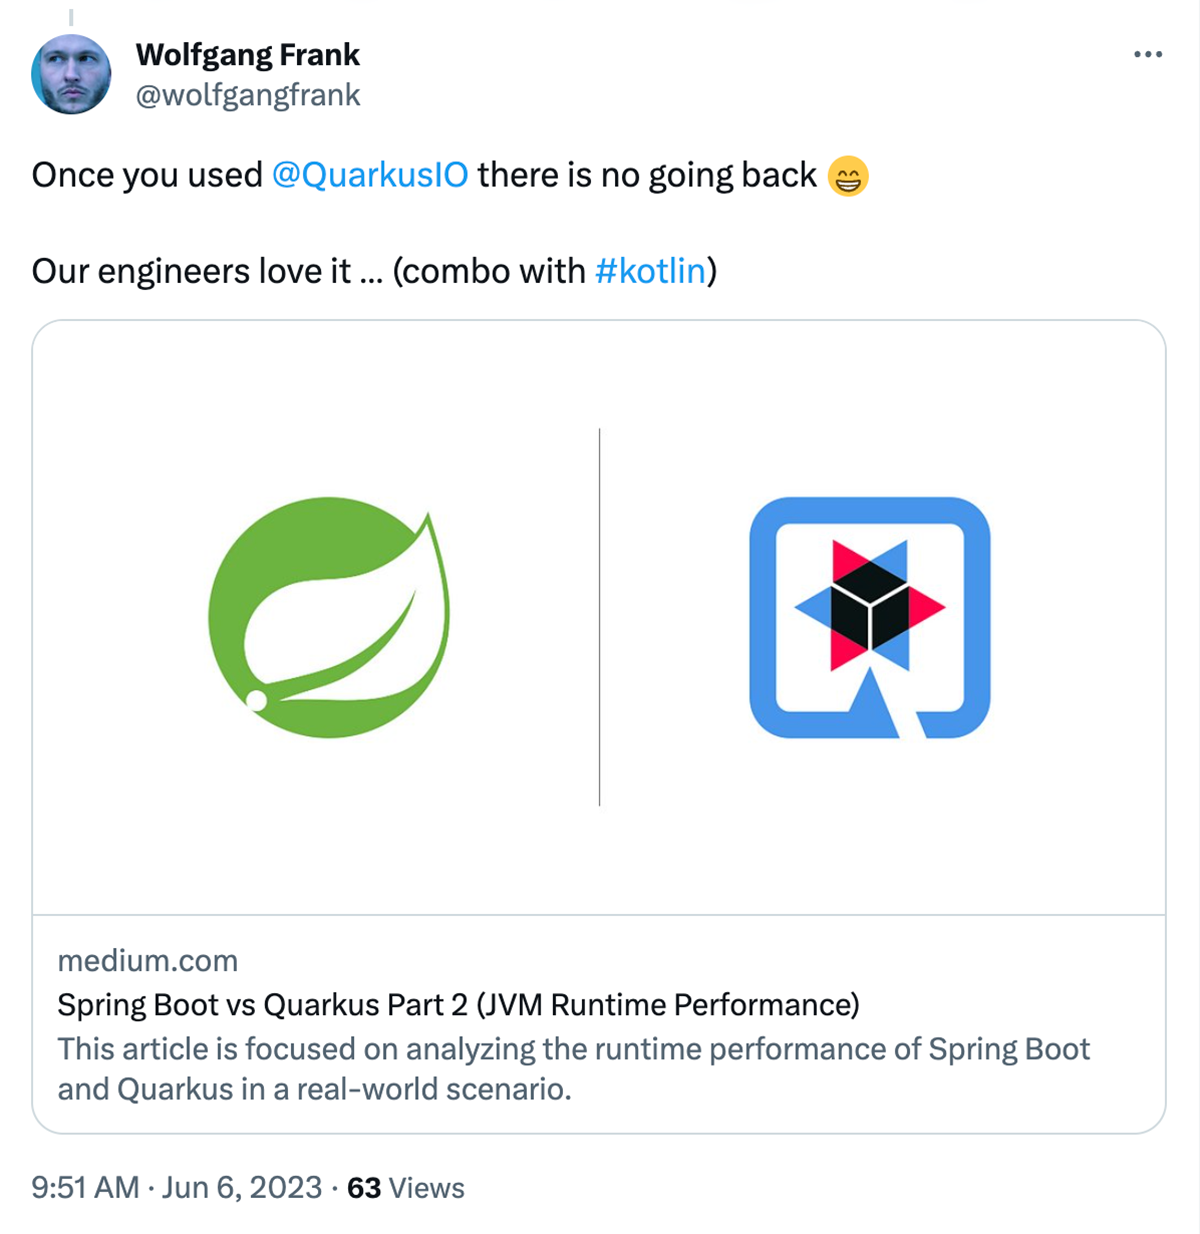 Wolfgang Frank
@wolfgangfrank
Once you used @QuarkusIO there is no going back 😁
Our engineers love it ... (combo with #kotlin)
medium.com
Spring Boot vs Quarkus Part 2 (JVM Runtime Performance)
This article is focused on analyzing the runtime performance of Spring Boot
and Quarkus in a real-world scenario.
9:51 AM · Jun 6, 2023 · 63 Views